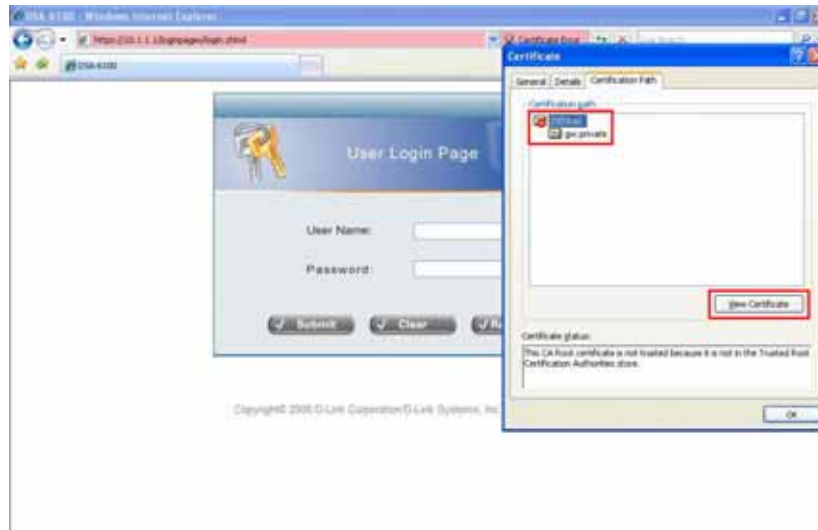 DSA-6100 - Windows Internet Explorer
Certificate Error
DSA-6100
User Login Page
User Name:
Password:
Submit
Clear
Copyright© 2008 D-Link Corporation/D-Link Systems, Inc.
Certificate
General
Details
Certification Path
Certification path
gw.private
View Certificate
Certificate status:
This CA Root certificate is not trusted because it is not in the Trusted Root
Certification Authorities store.
OK